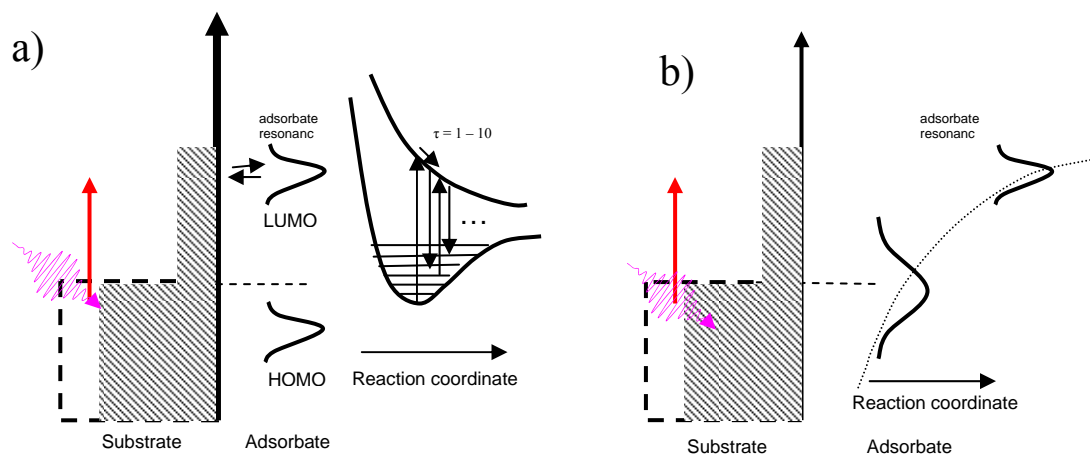 a)
adsorbate
resonanc
τ = 1 – 10
LUMO
...
HOMO
Reaction coordinate
Substrate
Adsorbate
b)
adsorbate
resonanc
Reaction coordinate
Substrate
Adsorbate